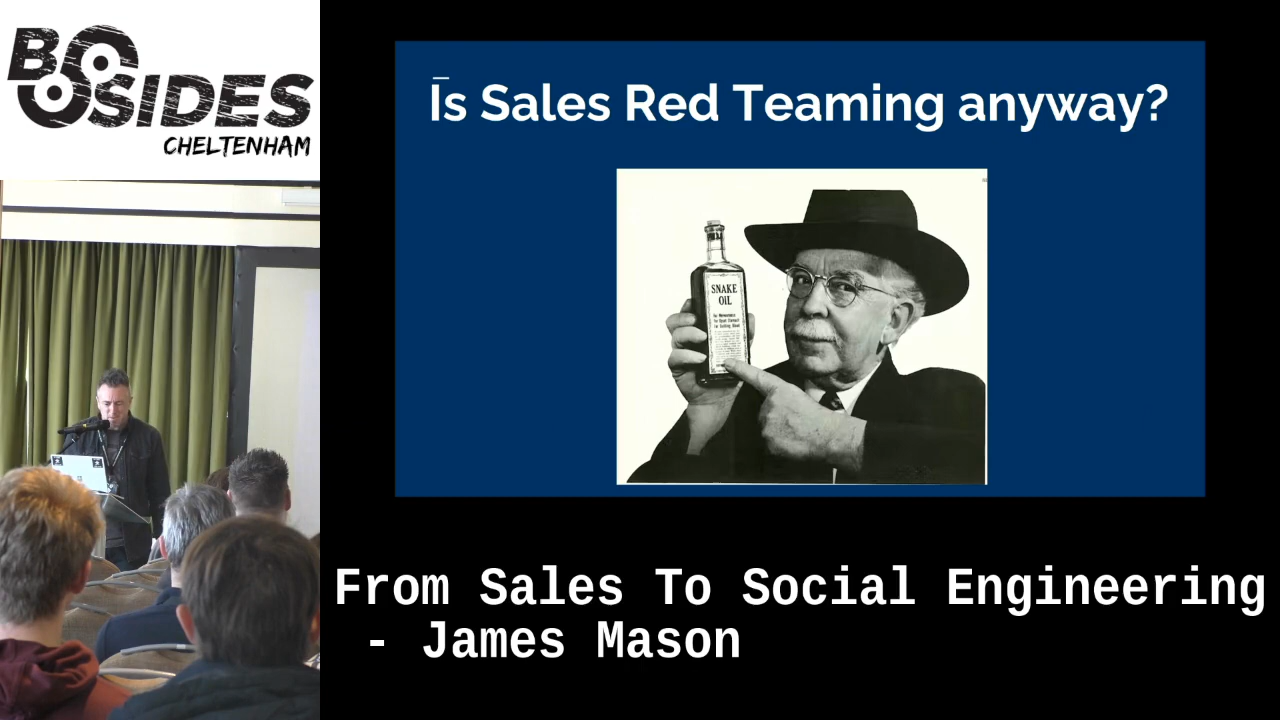 BSIDES
CHELTENHAM
Is Sales Red Teaming anyway?
SNAKE
OIL
From Sales To Social Engineering
- James Mason